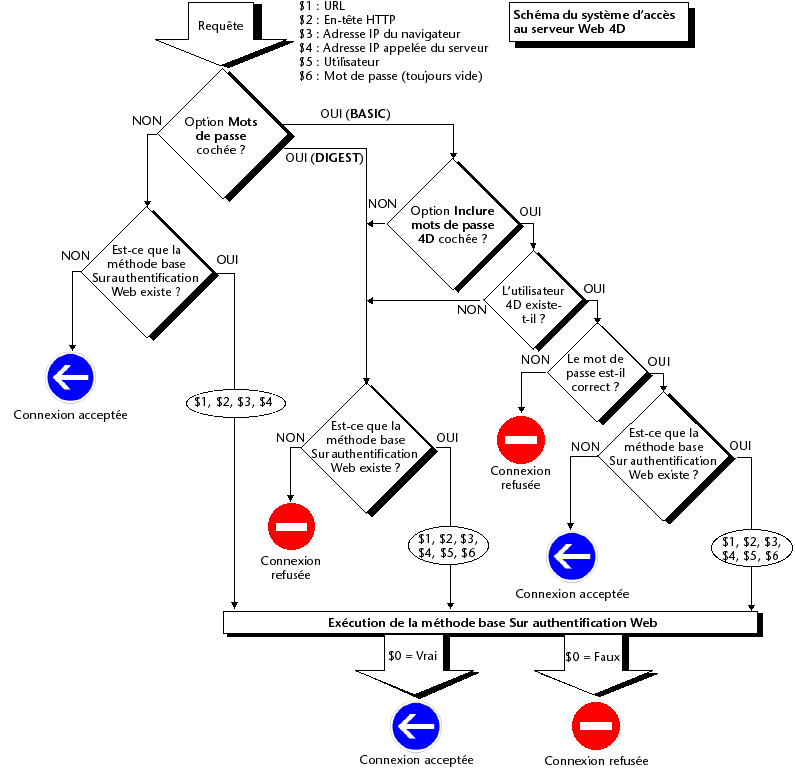 Requête
$1 : URL
$2 : En-tête HTTP
$3 : Adresse IP du navigateur
$4 : Adresse IP appelée du serveur
$5 : Utilisateur
$6 : Mot de passe (toujours vide)
Schéma du système d'accès
au serveur Web 4D
NON
Option Mots
de passe
cochée ?
OUI (BASIC)
OUI (DIGEST)
NON
Option Inclure
mots de passe
4D cochée ?
OUI
NON
Est-ce que la
méthode base
Sur authentification
Web existe ?
OUI
L'utilisateur
4D existe-
t-il ?
OUI
NON
NON
Le mot de
passe est-il
correct ?
OUI
Connexion acceptée
$1, $2, $3, $4
NON
Est-ce que la
méthode base
Sur authentification
Web existe ?
OUI
Connexion
refusée
NON
Est-ce que la
méthode base
Sur authentification
Web existe ?
OUI
Connexion
refusée
$1, $2, $3,
$4, $5, $6
Connexion acceptée
$1, $2, $3,
$4, $5, $6
Exécution de la méthode base Sur authentification Web
$0 = Vrai
$0 = Faux
Connexion acceptée
Connexion refusée